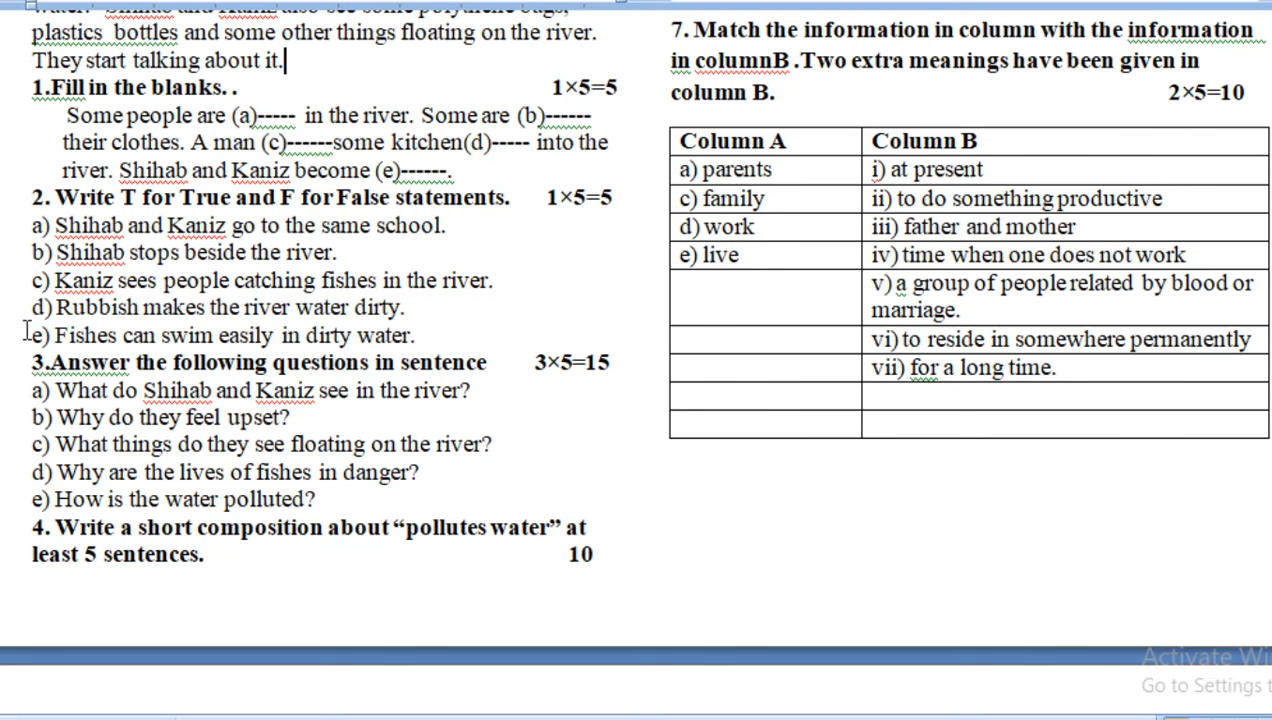 water." Shihab and Kaniz also see some polythene bags,
plastics bottles and some other things floating on the river.
They start talking about it.
1.Fill in the blanks. . 1×5=5
Some people are (a)----- in the river. Some are (b)------
their clothes. A man (c)------some kitchen(d)----- into the
river. Shihab and Kaniz become (e)------.
2. Write T for True and F for False statements. 1×5=5
a) Shihab and Kaniz go to the same school.
b) Shihab stops beside the river.
c) Kaniz sees people catching fishes in the river.
d) Rubbish makes the river water dirty.
e) Fishes can swim easily in dirty water.
3.Answer the following questions in sentence 3×5=15
a) What do Shihab and Kaniz see in the river?
b) Why do they feel upset?
c) What things do they see floating on the river?
d) Why are the lives of fishes in danger?
e) How is the water polluted?
4. Write a short composition about “pollutes water” at
least 5 sentences. 10
7. Match the information in column with the information
in columnB .Two extra meanings have been given in
column B. 2×5=10
Column A Column B
a) parents i) at present
c) family ii) to do something productive
d) work iii) father and mother
e) live iv) time when one does not work
v) a group of people related by blood or
marriage.
vi) to reside in somewhere permanently
vii) for a long time.
Activate Wi
Go to Settings t